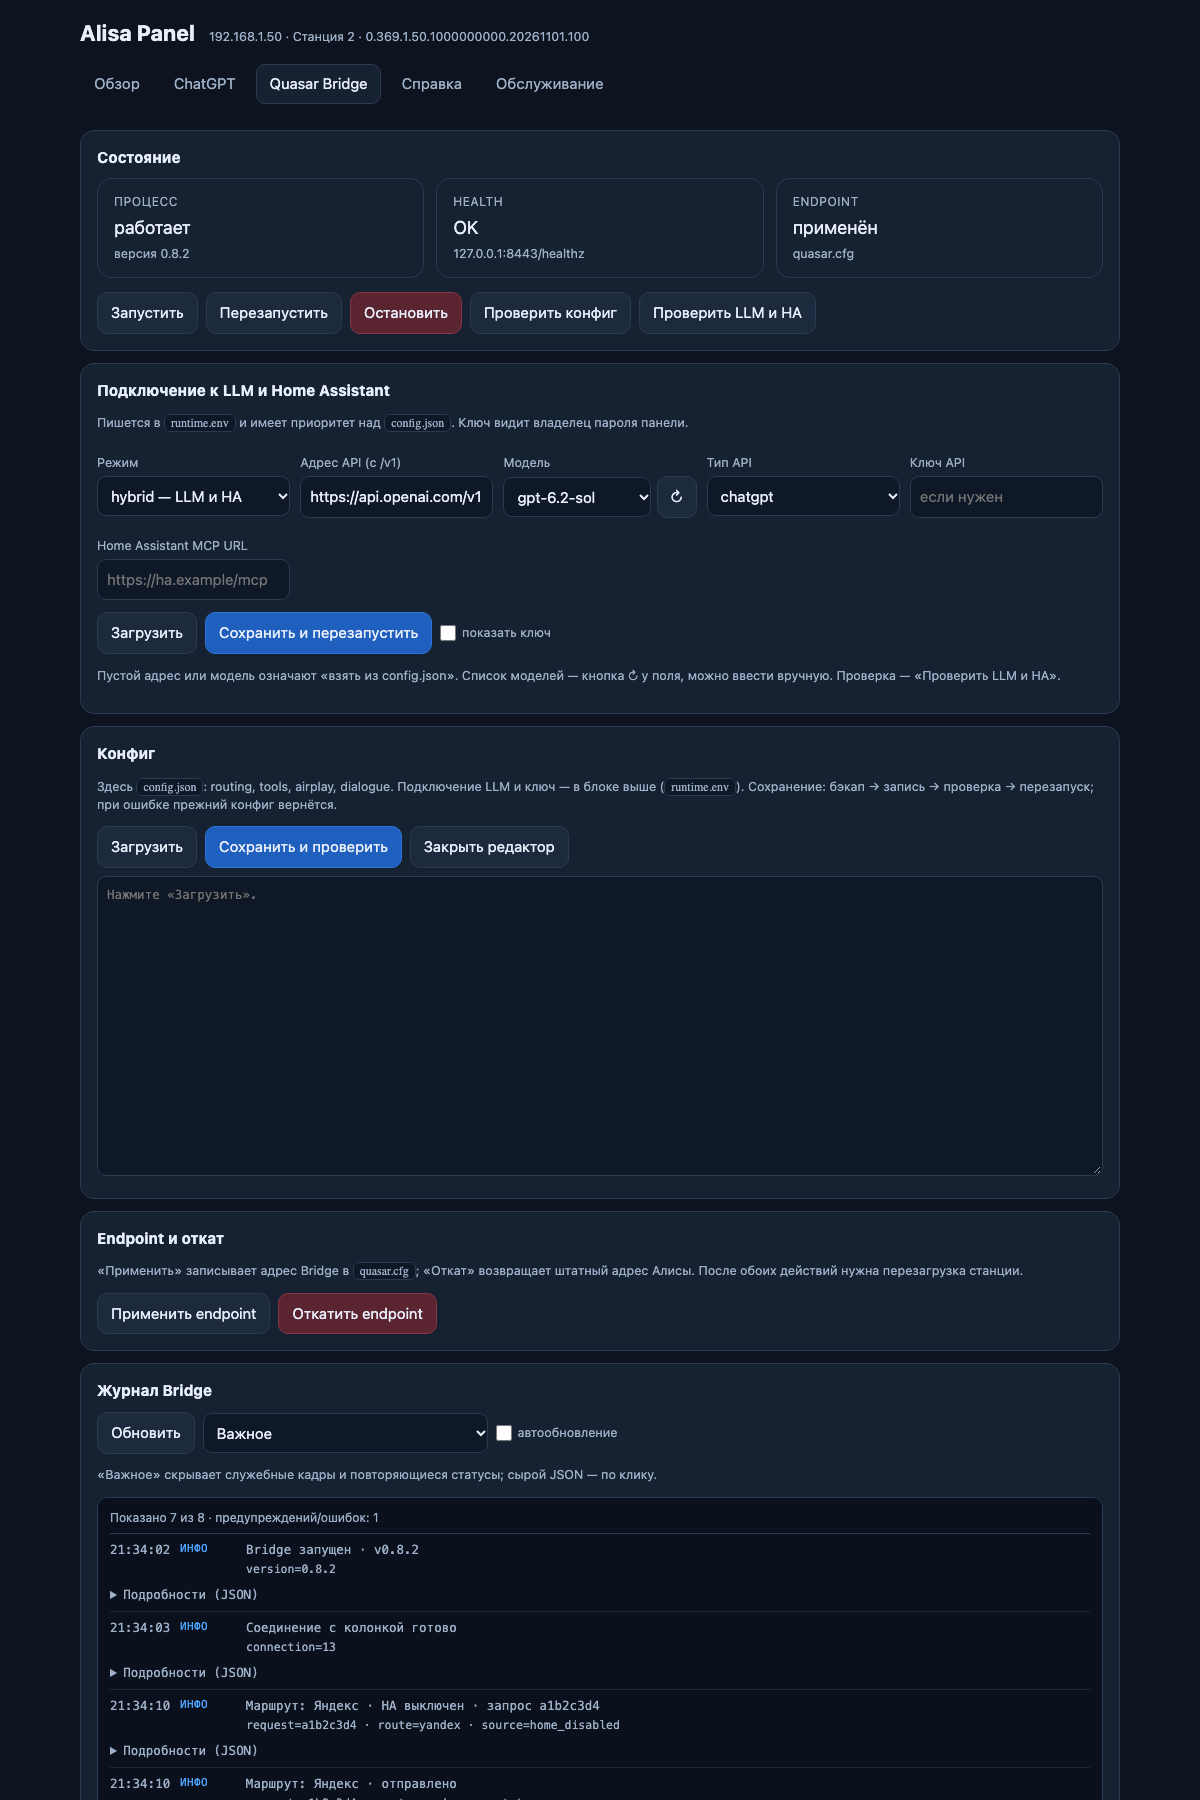 Alisa Panel 192.168.1.50 · Станция 2 · 0.369.1.50.1000000000.20261101.100
Обзор ChatGPT Quasar Bridge Справка Обслуживание
Состояние
ПРОЦЕСС
работает
версия 0.8.2
HEALTH
OK
127.0.0.1:8443/healthz
ENDPOINT
применён
quasar.cfg
Запустить Перезапустить Остановить Проверить конфиг Проверить LLM и HA
Подключение к LLM и Home Assistant
Пишется в runtime.env и имеет приоритет над config.json. Ключ видит владелец пароля панели.
Режим Адрес API (с /v1) Модель Тип API Ключ API
hybrid — LLM и HA https://api.openai.com/v1 gpt-6.2-sol ↻ chatgpt если нужен
Home Assistant MCP URL
https://ha.example/mcp
Загрузить Сохранить и перезапустить показать ключ
Пустой адрес или модель означают «взять из config.json». Список моделей — кнопка ↻ у поля, можно ввести вручную. Проверка — «Проверить LLM и HA».
Конфиг
Здесь config.json: routing, tools, airplay, dialogue. Подключение LLM и ключ — в блоке выше (runtime.env). Сохранение: бэкап → запись → проверка → перезапуск;
при ошибке прежний конфиг вернётся.
Загрузить Сохранить и проверить Закрыть редактор
Нажмите «Загрузить».
Endpoint и откат
«Применить» записывает адрес Bridge в quasar.cfg; «Откат» возвращает штатный адрес Алисы. После обоих действий нужна перезагрузка станции.
Применить endpoint Откатить endpoint
Журнал Bridge
Обновить Важное автообновление
«Важное» скрывает служебные кадры и повторяющиеся статусы; сырой JSON — по клику.
Показано 7 из 8 · предупреждений/ошибок: 1
21:34:02 ИНФО Bridge запущен · v0.8.2
version=0.8.2
▶ Подробности (JSON)
21:34:03 ИНФО Соединение с колонкой готово
connection=13
▶ Подробности (JSON)
21:34:10 ИНФО Маршрут: Яндекс · HA выключен · запрос a1b2c3d4
request=a1b2c3d4 · route=yandex · source=home_disabled
▶ Подробности (JSON)
21:34:10 ИНФО Маршрут: Яндекс · отправлено